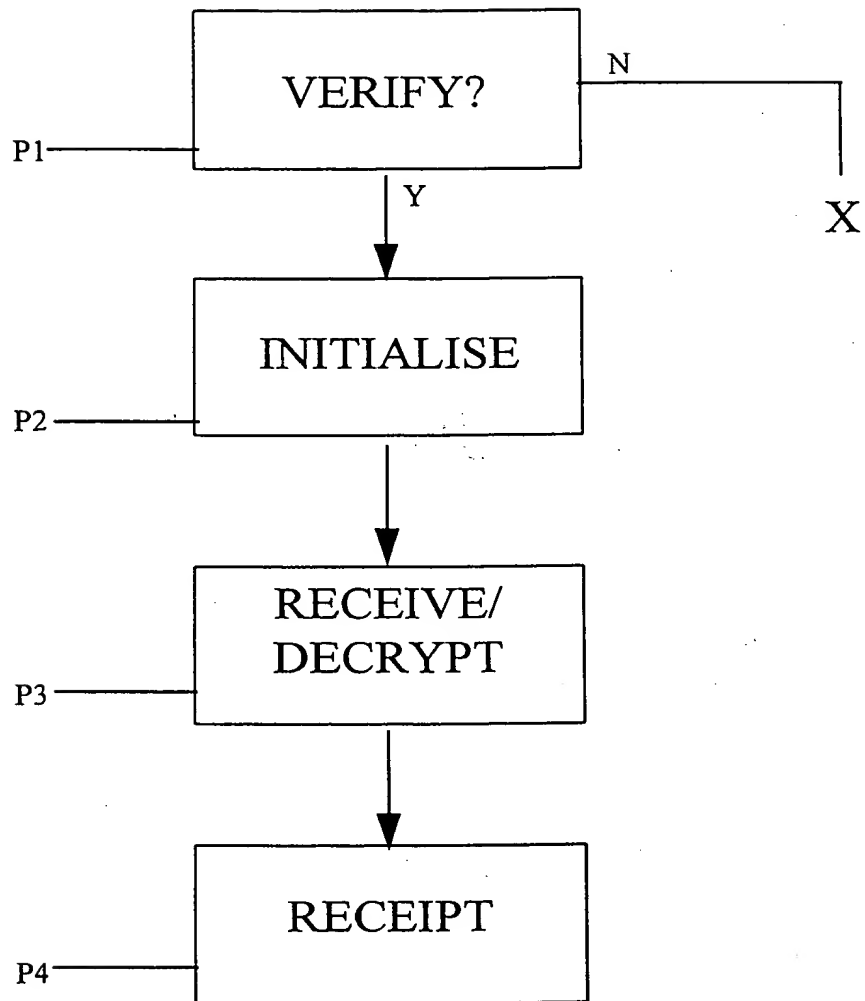 VERIFY?
N
P1
Y
X
INITIALISE
P2
RECEIVE/
DECRYPT
P3
RECEIPT
P4